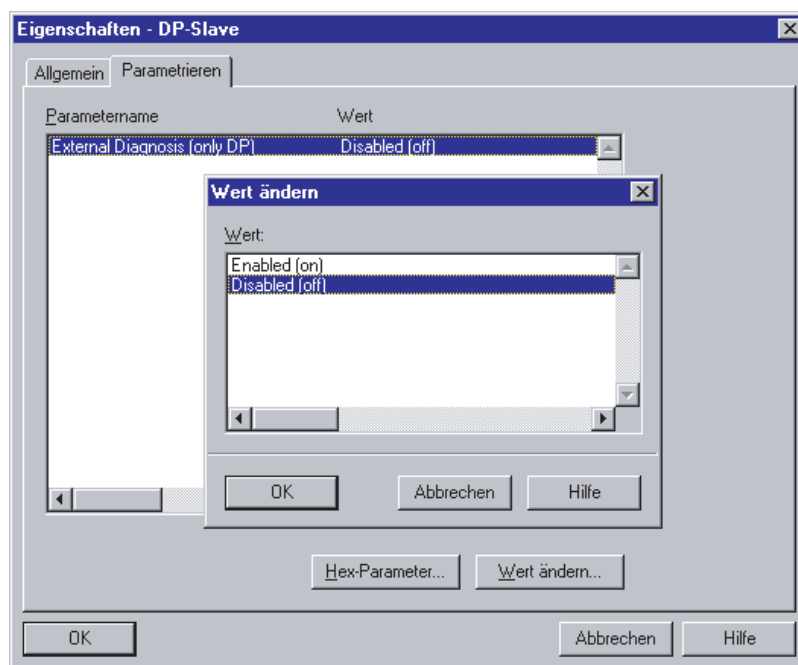 Eigenschaften - DP-Slave
Allgemein Parametrieren
Parametername Wert
External Diagnosis (only DP) Disabled (off)
Wert ändern
Wert:
Enabled (on)
Disabled (off)
OK Abbrechen Hilfe
Hex-Parameter... Wert ändern...
OK Abbrechen Hilfe